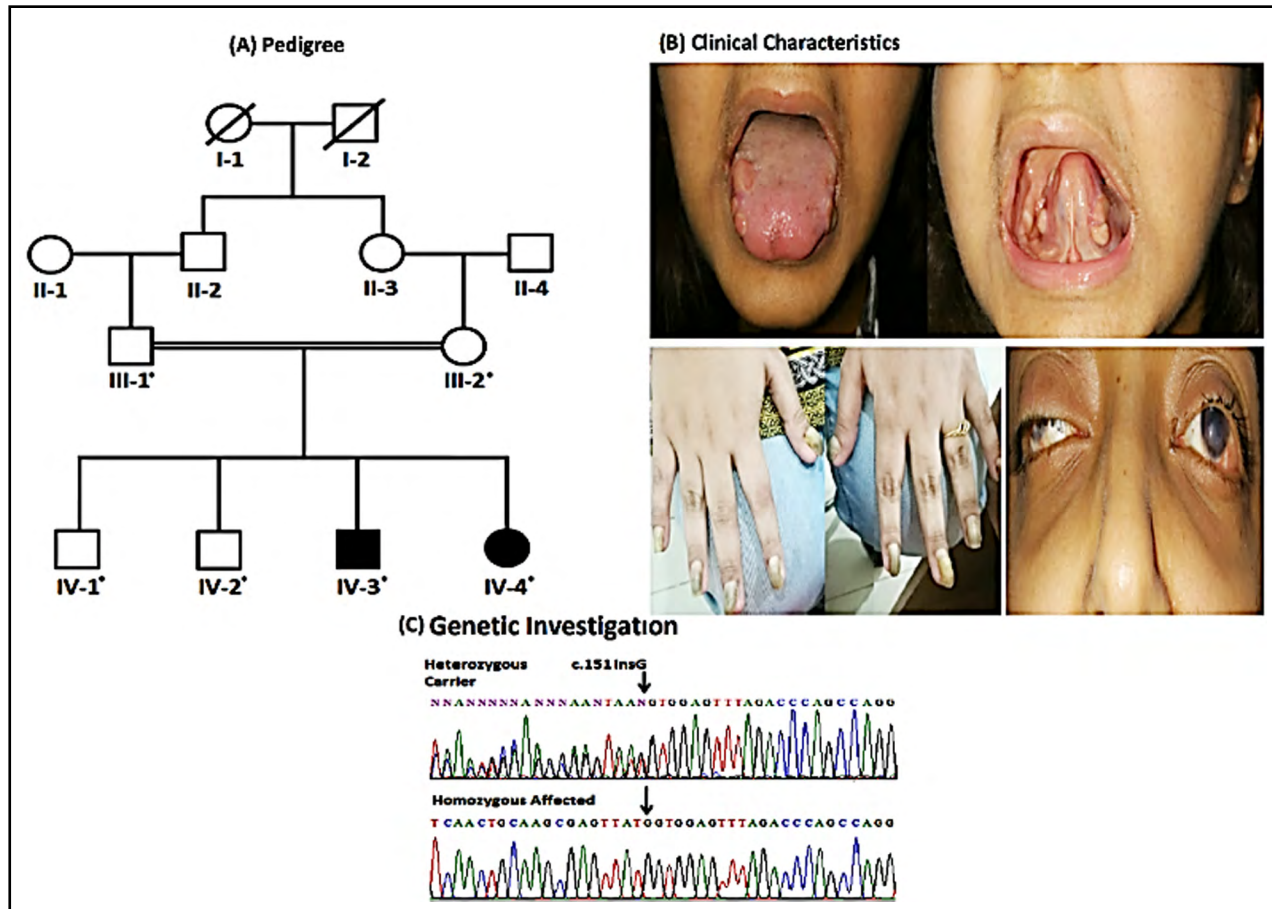 (A) Pedigree
I-1 I-2
II-1 II-2 II-3 II-4
III-1* III-2*
IV-1* IV-2* IV-3* IV-4*
(B) Clinical Characteristics
(C) Genetic Investigation
Heterozygous Carrier c.151InsG
NNANNNNNANNNAANTAANGTGGAGTTTAGACCCAGCCAGG
Homozygous Affected
TCAACTGCAAGCGAGTTATGGTGGAGTTTAGACCCAGCCAGG